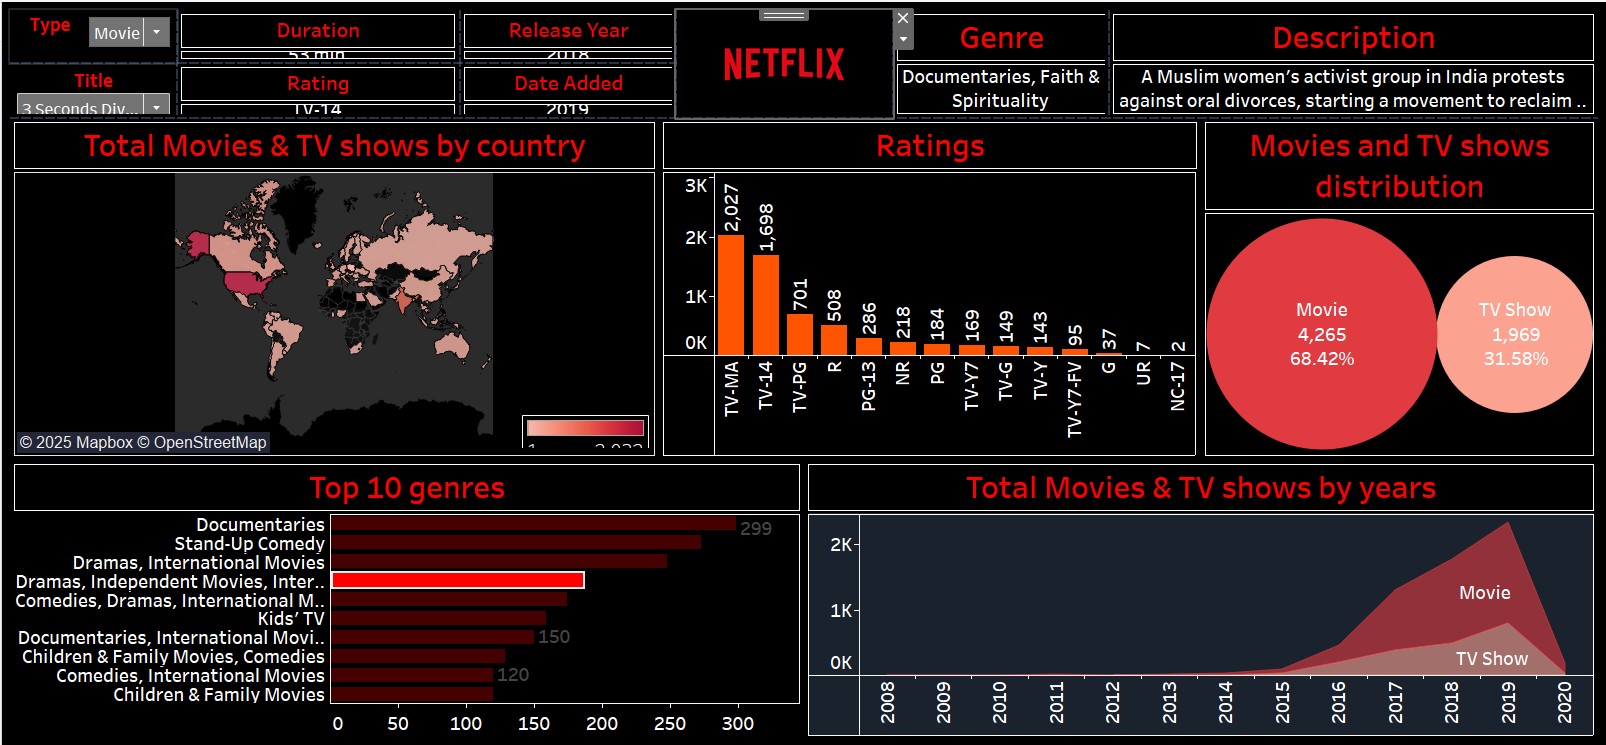 Type
Movie
Duration
53 min
Release Year
2018
NETFLIX
Genre
Documentaries, Faith &
Spirituality
Description
A Muslim women's activist group in India protests
against oral divorces, starting a movement to reclaim ..
Title
3 Seconds Div...
Rating
TV-14
Date Added
2019
Total Movies & TV shows by country
© 2025 Mapbox © OpenStreetMap
Ratings
3K
2K
1K
0K
2,027
1,698
701
508
286
218
184
169
149
143
95
37
7
2
TV-MA
TV-14
TV-PG
R
PG-13
NR
PG
TV-Y7
TV-G
TV-Y
TV-Y7-FV
G
UR
NC-17
Movies and TV shows
distribution
Movie
4,265
68.42%
TV Show
1,969
31.58%
Top 10 genres
Documentaries
299
Stand-Up Comedy
Dramas, International Movies
Dramas, Independent Movies, Inter..
Comedies, Dramas, International M..
Kids' TV
Documentaries, International Movi..
150
Children & Family Movies, Comedies
Comedies, International Movies
120
Children & Family Movies
0 50 100 150 200 250 300
Total Movies & TV shows by years
2K
1K
0K
Movie
TV Show
2008
2009
2010
2011
2012
2013
2014
2015
2016
2017
2018
2019
2020